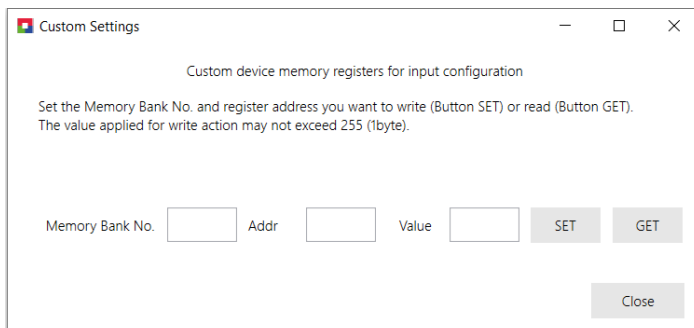 Custom Settings
Custom device memory registers for input configuration
Set the Memory Bank No. and register address you want to write (Button SET) or read (Button GET).
The value applied for write action may not exceed 255 (1byte).
Memory Bank No. Addr Value SET GET
Close